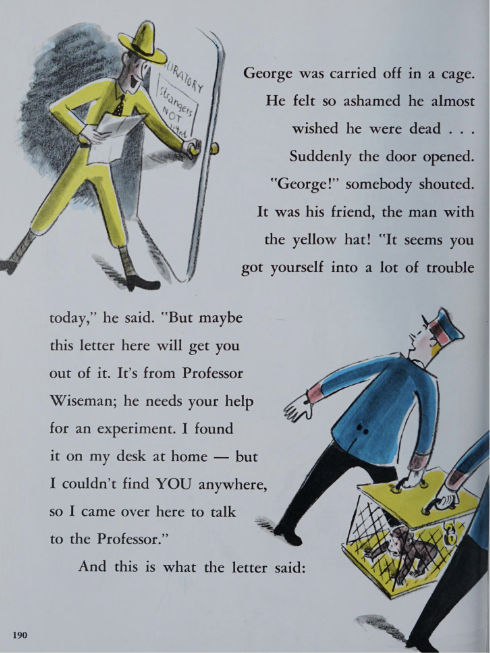 ORATORY
Strangers
NOT
George was carried off in a cage.
He felt so ashamed he almost
wished he were dead . . .
Suddenly the door opened.
"George!" somebody shouted.
It was his friend, the man with
the yellow hat! "It seems you
got yourself into a lot of trouble
today," he said. "But maybe
this letter here will get you
out of it. It's from Professor
Wiseman; he needs your help
for an experiment. I found
it on my desk at home — but
I couldn't find YOU anywhere,
so I came over here to talk
to the Professor."
And this is what the letter said:
190